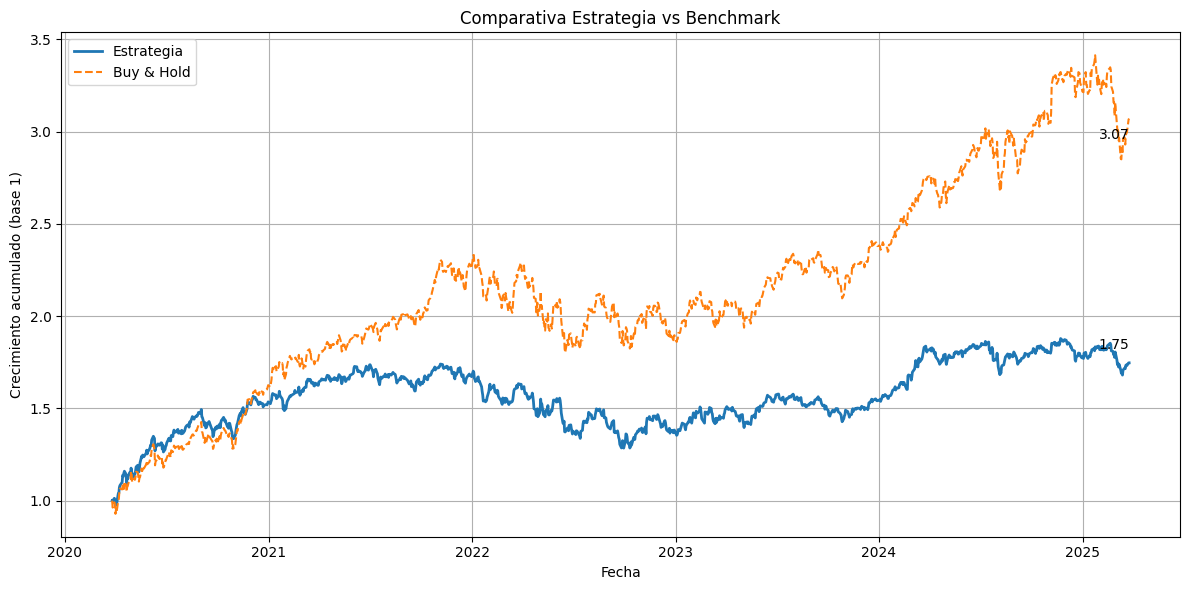 Comparativa Estrategia vs Benchmark
Crecimiento acumulado (base 1)
3.5
3.0
2.5
2.0
1.5
1.0
Estrategia
Buy & Hold
3.07
1.75
2020
2021
2022
2023
2024
2025
Fecha